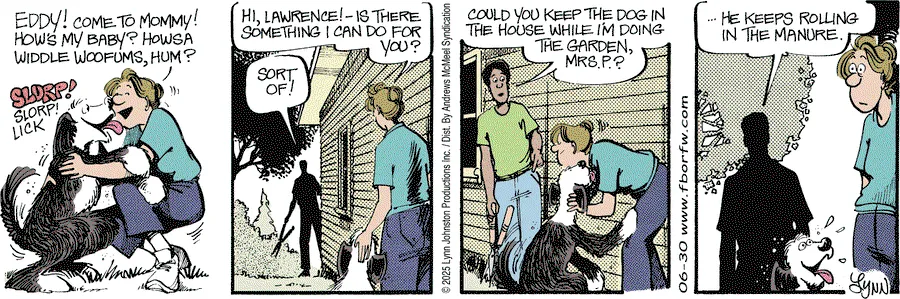 EDDY! COME TO MOMMY!
HOW'S MY BABY? HOWSA
WIDDLE WOOFUMS, HUM?
SLORP!
SLORP!
LICK
HI, LAWRENCE!-IS THERE
SOMETHING I CAN DO FOR
YOU?
SORT
OF!
© 2025 Lynn Johnston Productions Inc. / Dist. By Andrews McMeel Syndication
COULD YOU KEEP THE DOG IN
THE HOUSE WHILE I'M DOING
THE GARDEN,
MRS.P.?
06-30 www.fborfw.com
... HE KEEPS ROLLING
IN THE MANURE.
LYNN